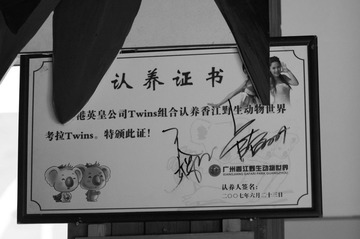 认养证书
港英皇公司Twins组合认养香江野生动物世界
考拉Twins。特颁此证！
广州香江野生动物世界
认养人签名：
二〇〇七年六月二十三日